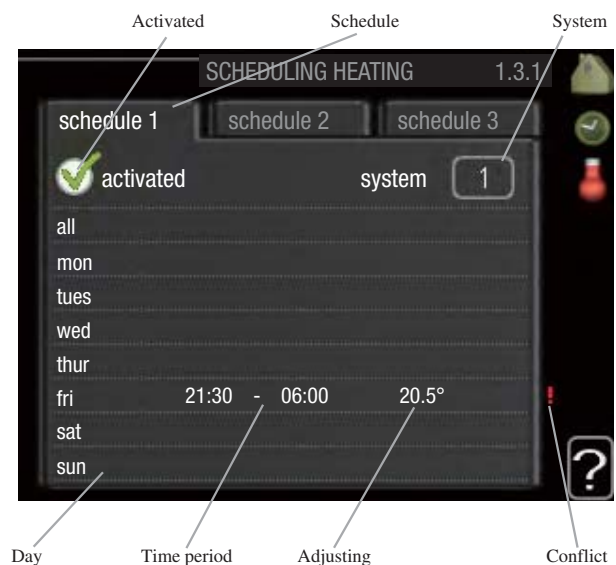 Activated Schedule System
SCHEDULING HEATING 1.3.1
schedule 1 schedule 2 schedule 3
activated system 1
all
mon
tues
wed
thur
fri 21:30 - 06:00 20.5° !
sat
sun
?
Day Time period Adjusting Conflict